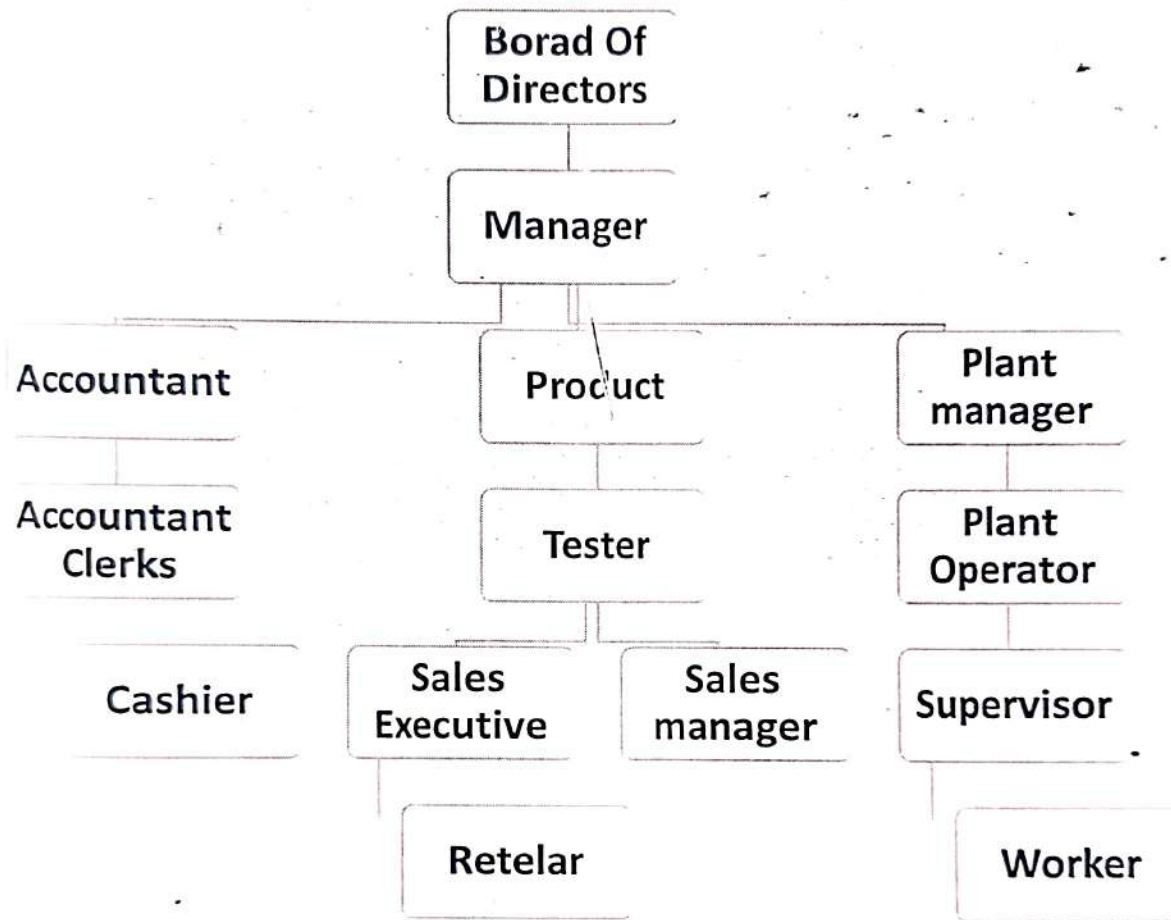 Borad Of
Directors
Manager
Accountant
Product
Plant
manager
Accountant
Clerks
Tester
Plant
Operator
Cashier
Sales
Executive
Sales
manager
Supervisor
Retelar
Worker